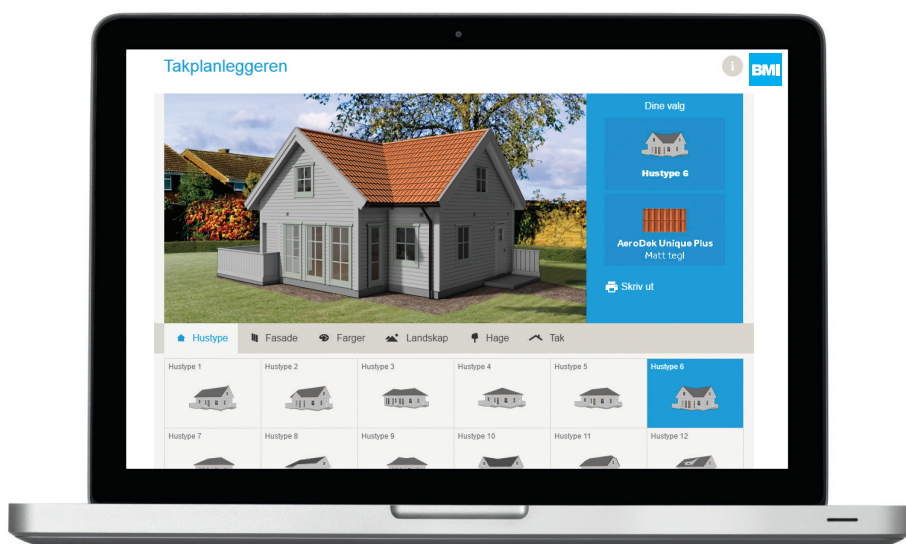 Takplanleggeren
i
BMI
Dine valg
Hustype 6
AeroDek Unique Plus
Matt tegl
Skriv ut
Hustype
Fasade
Farger
Landskap
Hage
Tak
Hustype 1
Hustype 2
Hustype 3
Hustype 4
Hustype 5
Hustype 6
Hustype 7
Hustype 8
Hustype 9
Hustype 10
Hustype 11
Hustype 12